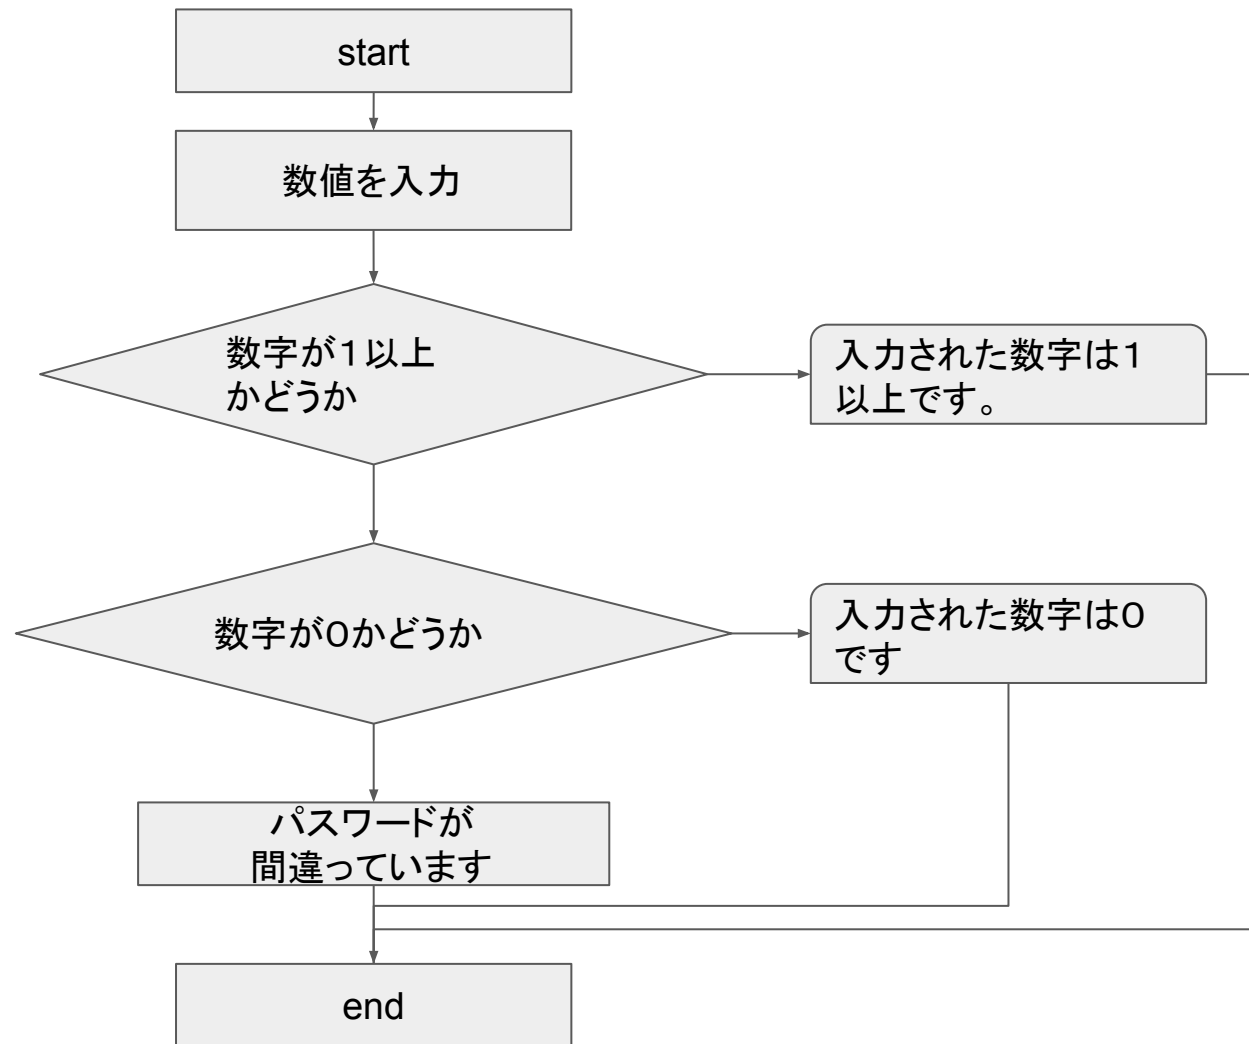 start
数値を入力
数字が１以上
かどうか
入力された数字は１
以上です。
数字が０かどうか
入力された数字は０
です
パスワードが
間違っています
end